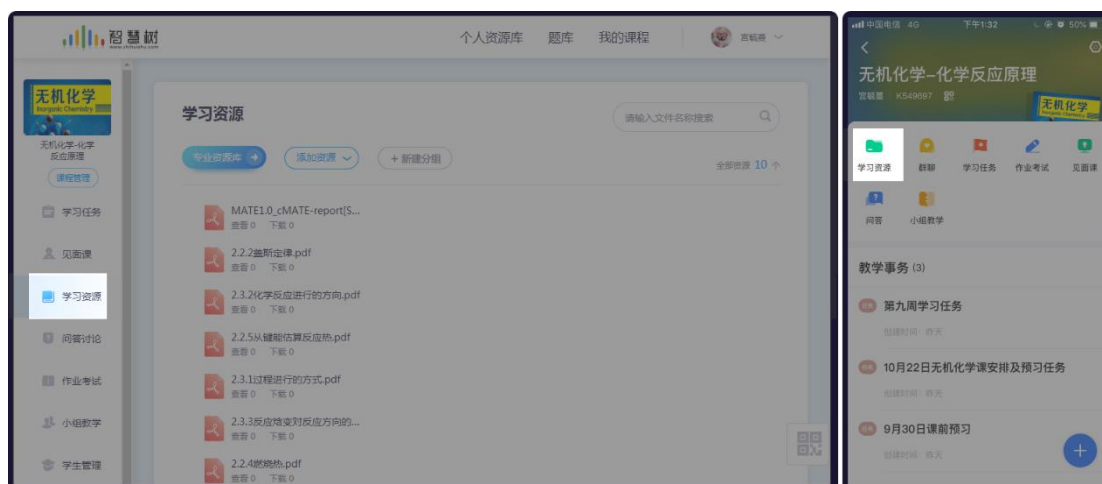 智慧树
www.zhihuishu.com
个人资源库 题库 我的课程
无机化学
Inorganic Chemistry
无机化学-化学
反应原理
课程管理
学习任务
见面课
学习资源
问答讨论
作业考试
小组教学
学生管理
学习资源
请输入文件名称搜索
专业资源库
添加资源
+ 新建分组
全部资源 10 个
MATE1.0_cMATE-report[S...
查看 0 下载 0
2.2.2盖斯定律.pdf
查看 0 下载 0
2.3.2化学反应进行的方向.pdf
查看 0 下载 0
2.2.5从键能估算反应热.pdf
查看 0 下载 0
2.3.1过程进行的方式.pdf
查看 0 下载 0
2.3.3反应焓变对反应方向的...
查看 0 下载 0
2.2.4燃烧热.pdf
查看 0 下载 0
中国电信 4G 下午1:32 50%
无机化学-化学反应原理
K549697
无机化学
学习资源 群聊 学习任务 作业考试 见面课
问答 小组教学
教学事务 (3)
第九周学习任务
创建时间 昨天
10月22日无机化学课安排及预习任务
创建时间 昨天
9月30日课前预习
创建时间 昨天